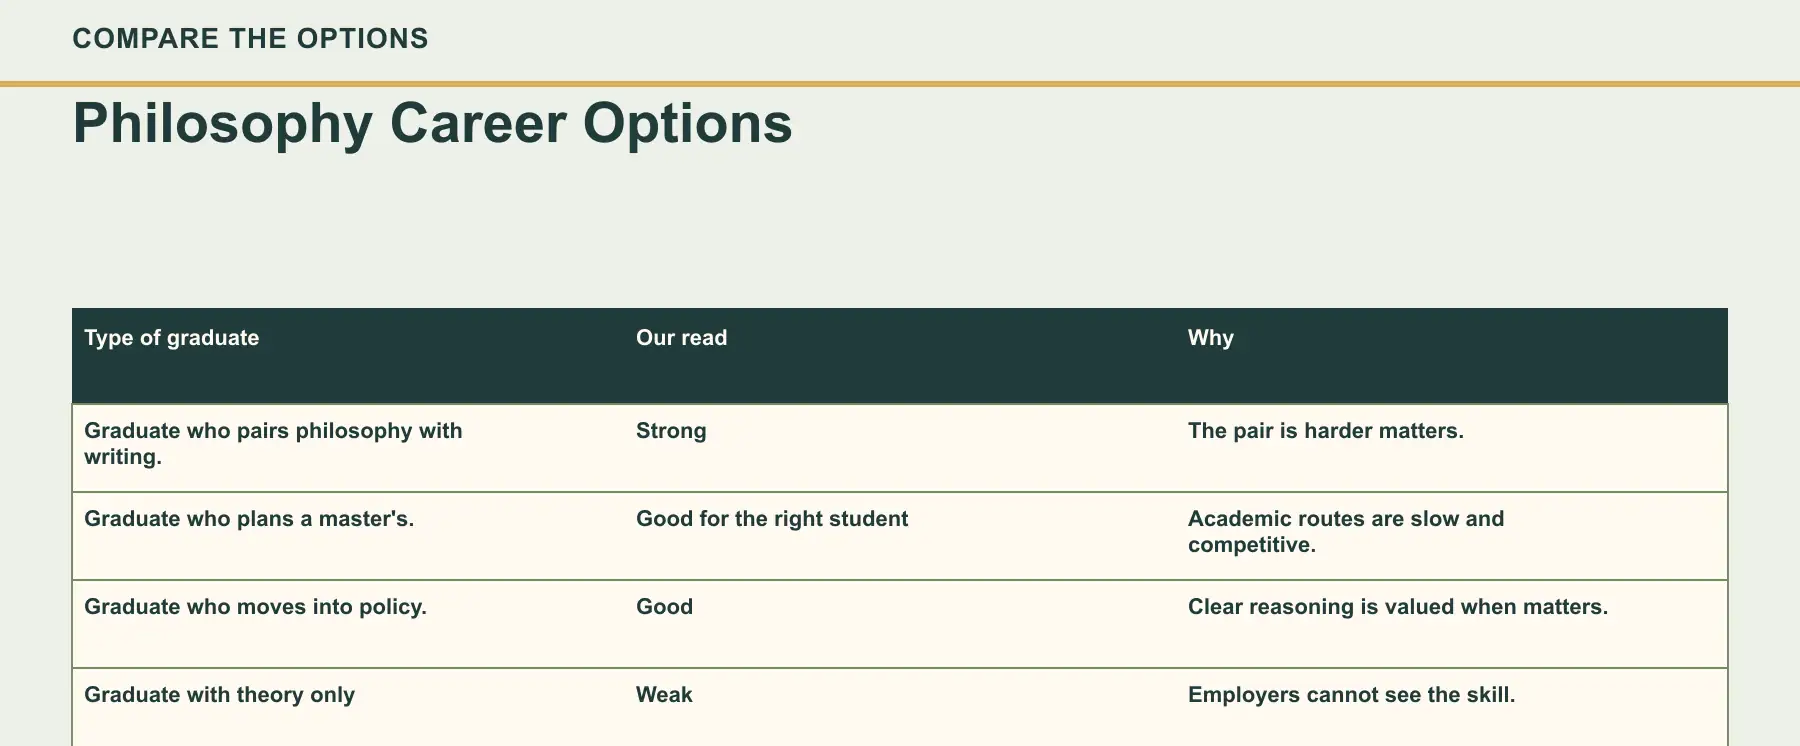 COMPARE THE OPTIONS
Philosophy Career Options
Type of graduate
Our read
Why
Graduate who pairs philosophy with
writing.
Strong
The pair is harder matters.
Graduate who plans a master's.
Good for the right student
Academic routes are slow and
competitive.
Graduate who moves into policy.
Good
Clear reasoning is valued when matters.
Graduate with theory only
Weak
Employers cannot see the skill.